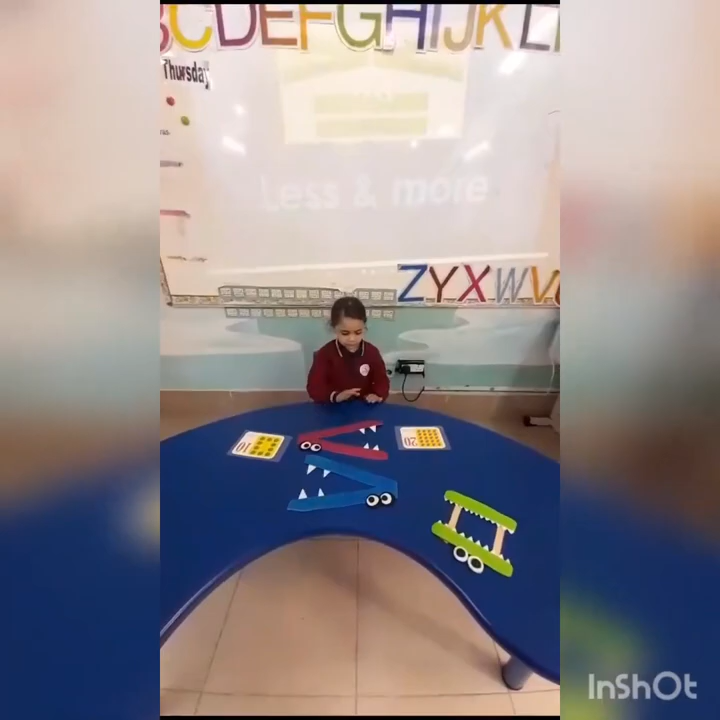 BCDEFGHIJKL
Thursday
Less & more
ZYXWV
10
20
InShOt